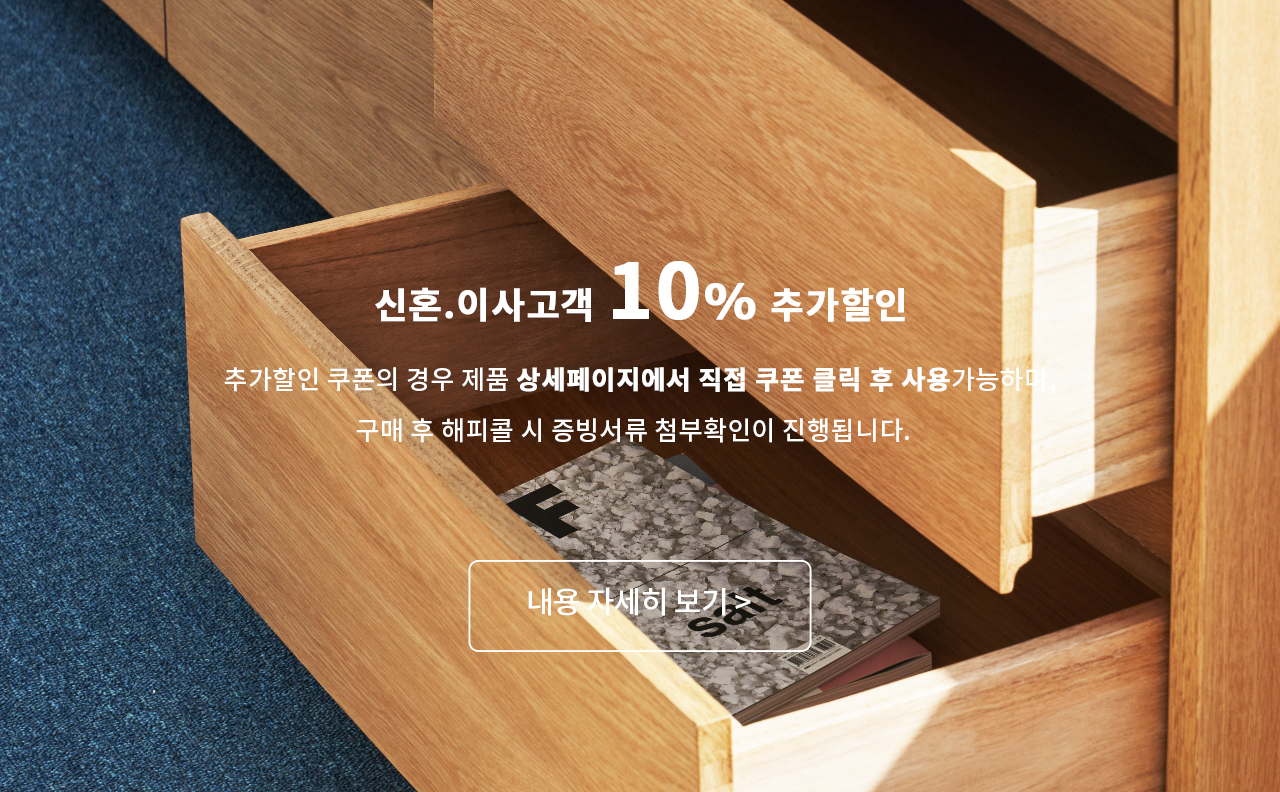 신혼.이사고객 10% 추가할인
추가할인 쿠폰의 경우 제품 상세페이지에서 직접 쿠폰 클릭 후 사용가능하며,
구매 후 해피콜 시 증빙서류 첨부확인이 진행됩니다.
F
내용 자세히 보기 >
salt